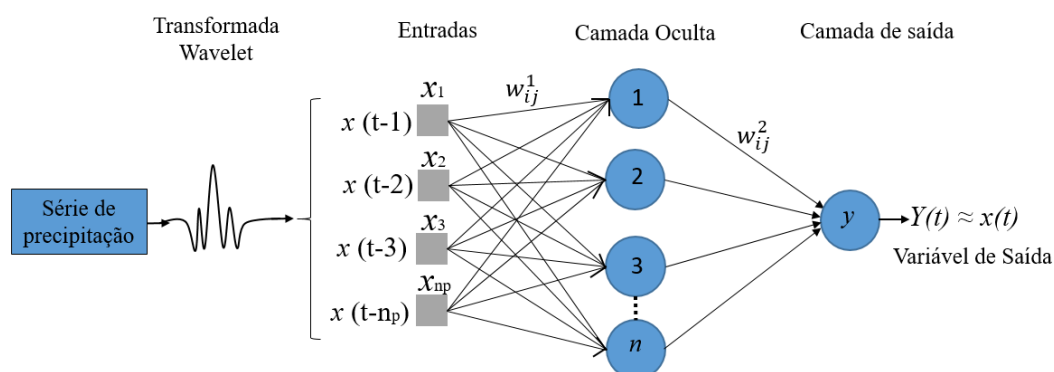 Transformada
Wavelet
Entradas
Camada Oculta
Camada de saída
Série de
precipitação
x₁
x (t-1)
x₂
x (t-2)
x₃
x (t-3)
xₙₚ
x (t-nₚ)
w¹ᵢⱼ
1
2
3
n
w²ᵢⱼ
y
Y(t) ≈ x(t)
Variável de Saída